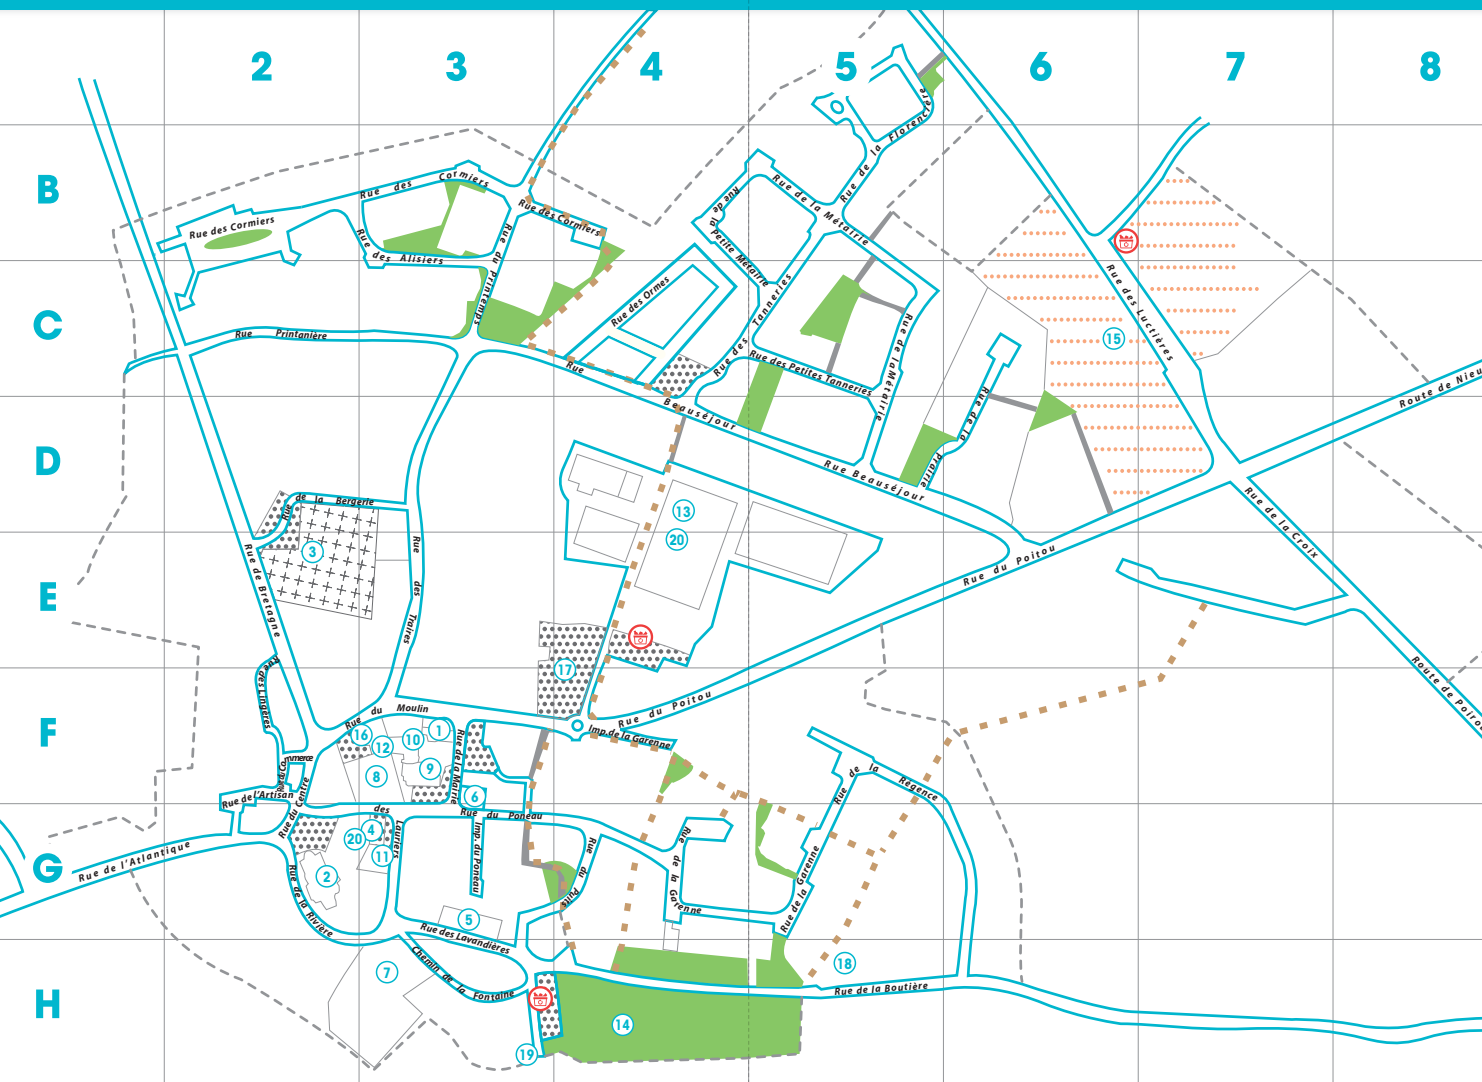 2 3 4 5 6 7 8
Rue de la Florencière
B
Rue des Cormiers
Rue des Cormiers
Rue des Cormiers
Rue des Alisiers
Rue du Printemps
Rue de la Petite Métairie
Rue de la Métairie
Rue des Ormes
Rue des Tanneries
Rue des Luctières
C
15
Rue Printanière
Rue des Petites Tanneries
Rue de la Métairie
Rue de la Prairie
Rue Beauséjour
Rue Beauséjour
Route de Nieu
D
Rue de la Bergerie
13
20
3
Rue de la Croix
Rue de Bretagne
Rue des Traires
Rue du Poitou
E
17
Rue des Lingères
Route de Poirou
F
Rue du Moulin
Rue du Poitou
Imp. de la Garenne
16
12
10
1
9
8
6
Rue de la Mairie
Rue du Commerce
Rue de l'Artisan
Rue du Centre
Rue de la Régence
Rue du Poneau
Imp. du Poneau
G
Rue de l'Atlantique
20
4
11
2
Rue des Lauriers
Rue du Puits
Rue de la Garenne
Rue de la Garenne
Rue de la Rivière
5
Rue des Lavandières
Chemin de la Fontaine
7
18
Rue de la Boutière
H
14
19